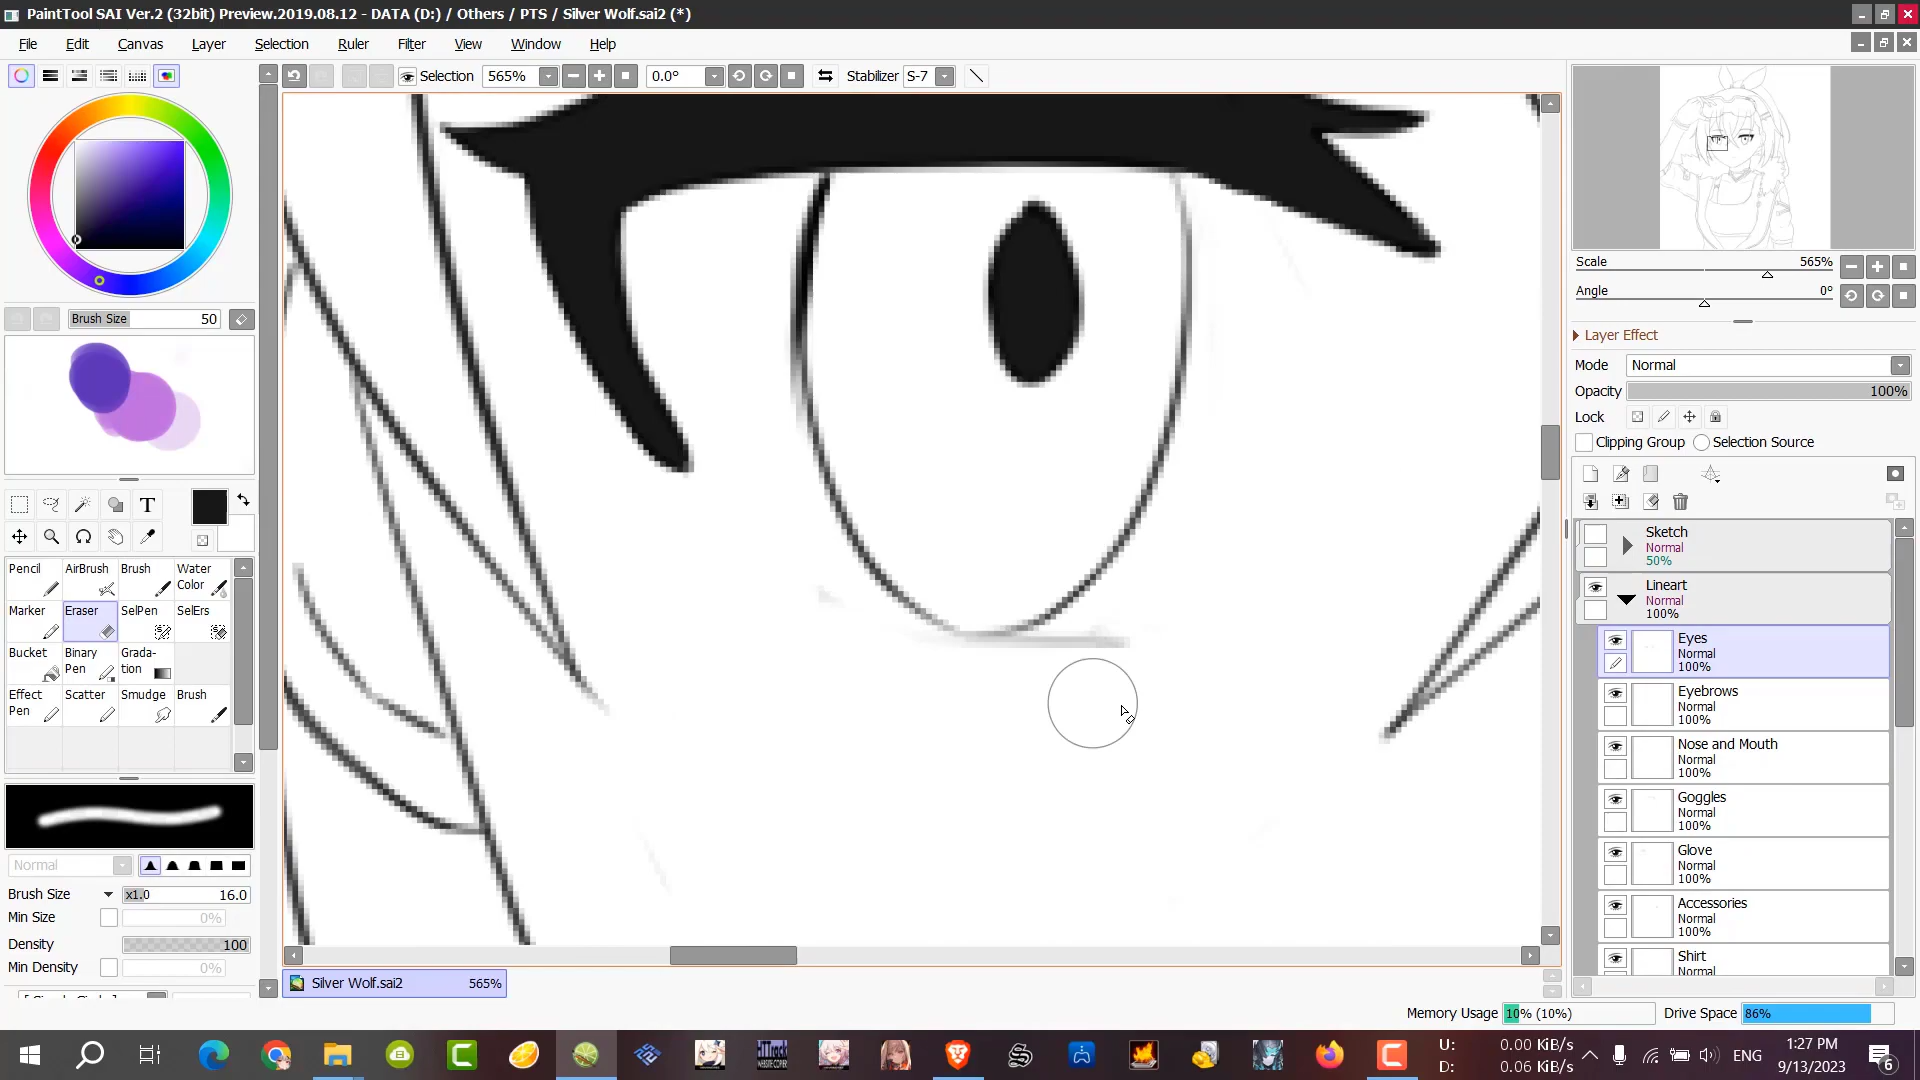 PaintTool SAI Ver.2 (32bit) Preview.2019.08.12 - DATA (D:) / Others / PTS / Silver Wolf.sai2 (*)
File Edit Canvas Layer Selection Ruler Filter View Window Help
Selection 565% 0.0° Stabilizer S-7
Scale 565%
Angle 0°
Brush Size 50
Layer Effect
Mode Normal
Opacity 100%
Lock
Clipping Group Selection Source
T
Pencil AirBrush Brush Water Color
Marker Eraser SelPen SelErs
Bucket Binary Pen Grada-tion
Effect Pen Scatter Smudge Brush
Sketch
Normal
50%
Lineart
Normal
100%
Eyes
Normal
100%
Eyebrows
Normal
100%
Nose and Mouth
Normal
100%
Goggles
Normal
100%
Glove
Normal
100%
Accessories
Normal
100%
Shirt
Normal
Normal
Brush Size x1.0 16.0
Min Size 0%
Density 100
Min Density 0%
Silver Wolf.sai2 565%
Memory Usage 10% (10%) Drive Space 86%
U: 0.00 KiB/s
D: 0.06 KiB/s
ENG
1:27 PM
9/13/2023
6